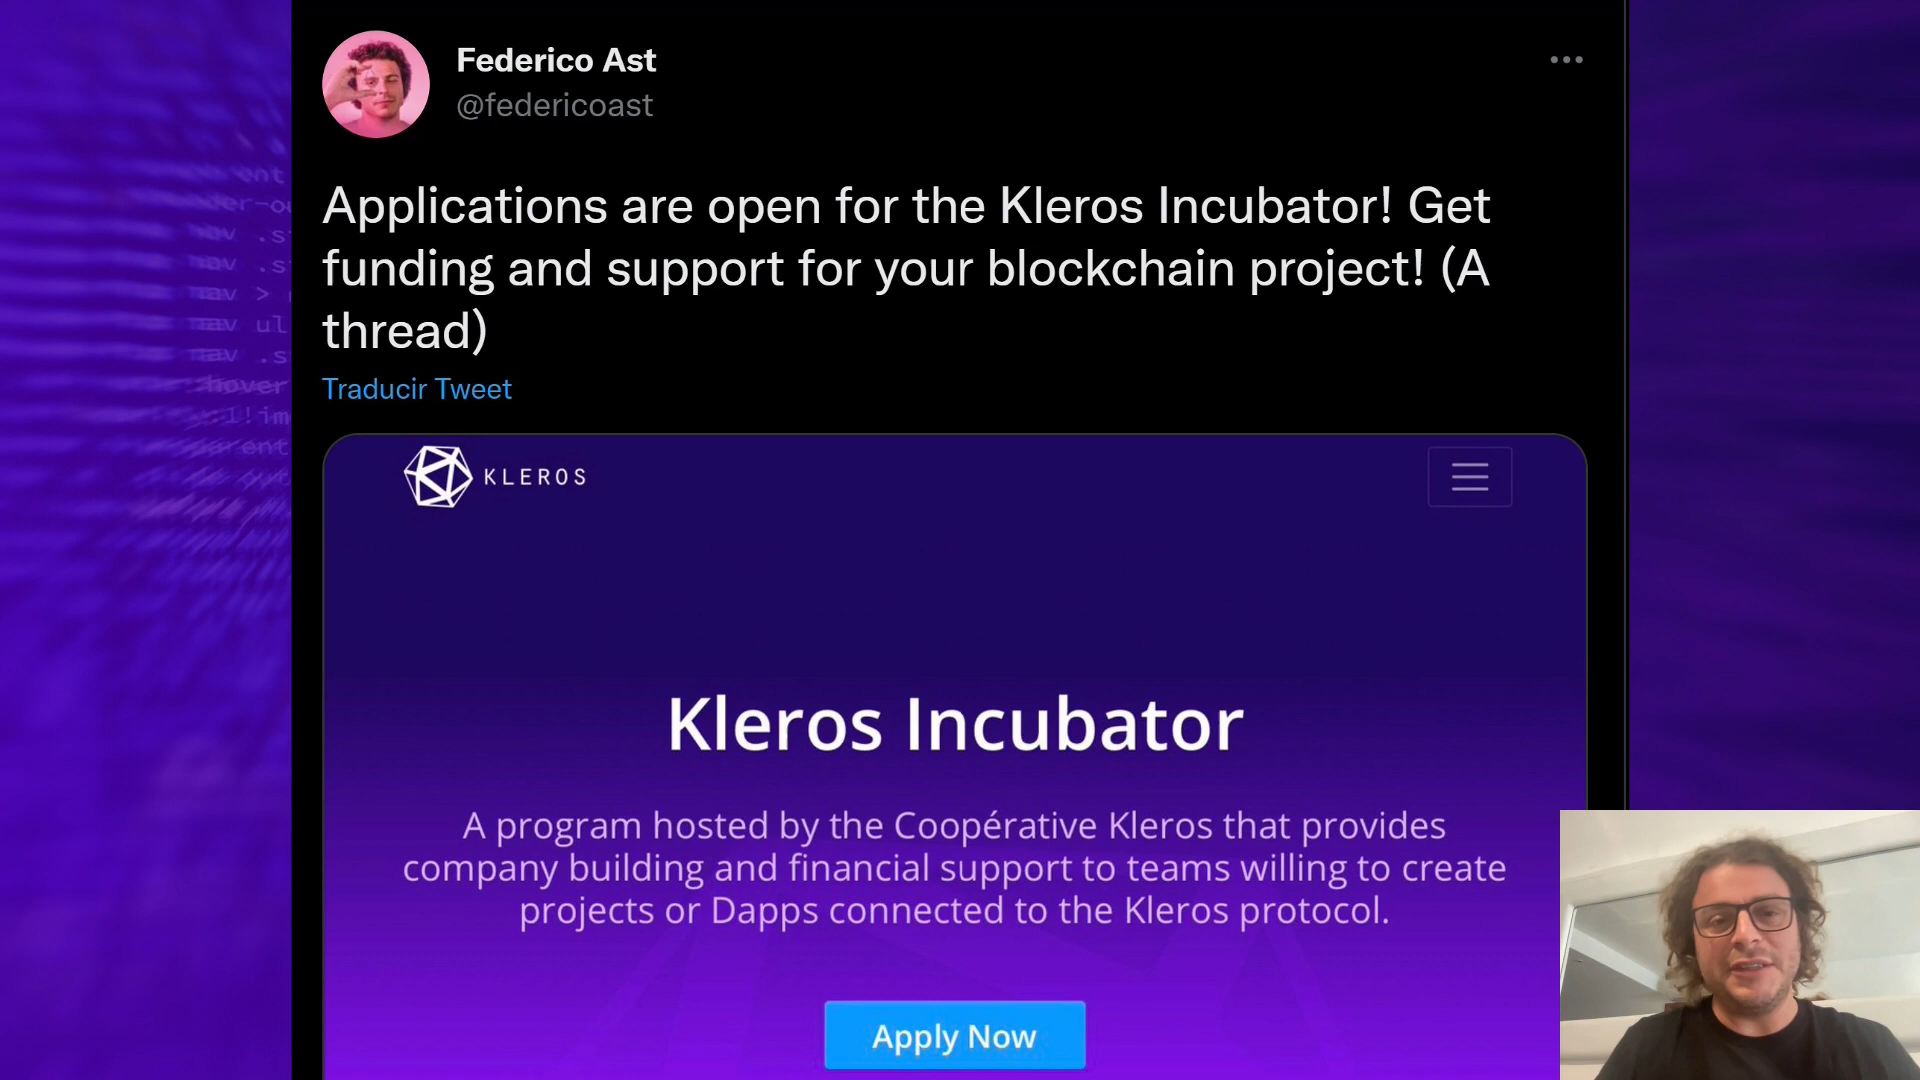 Federico Ast
@federicoast
Applications are open for the Kleros Incubator! Get
funding and support for your blockchain project! (A
thread)
Traducir Tweet
KLEROS
Kleros Incubator
A program hosted by the Coopérative Kleros that provides
company building and financial support to teams willing to create
projects or Dapps connected to the Kleros protocol.
Apply Now